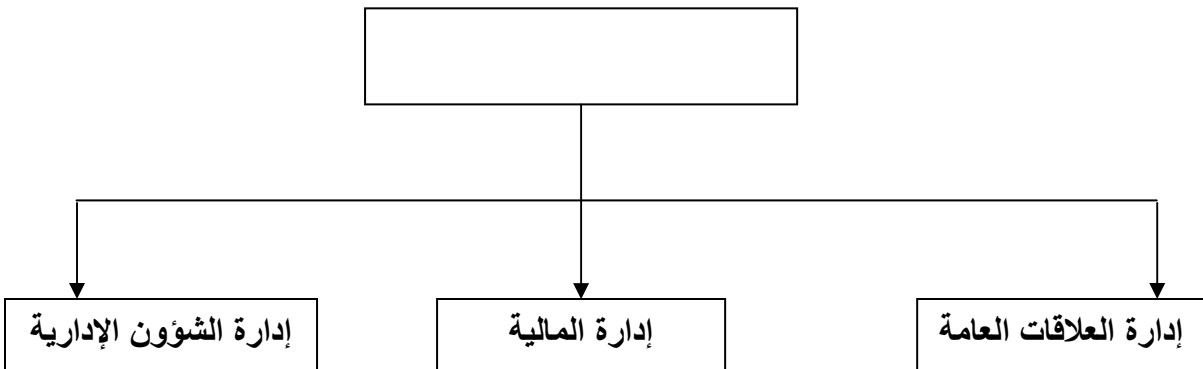 إدارة العلاقات العامة
إدارة المالية
إدارة الشؤون الإدارية